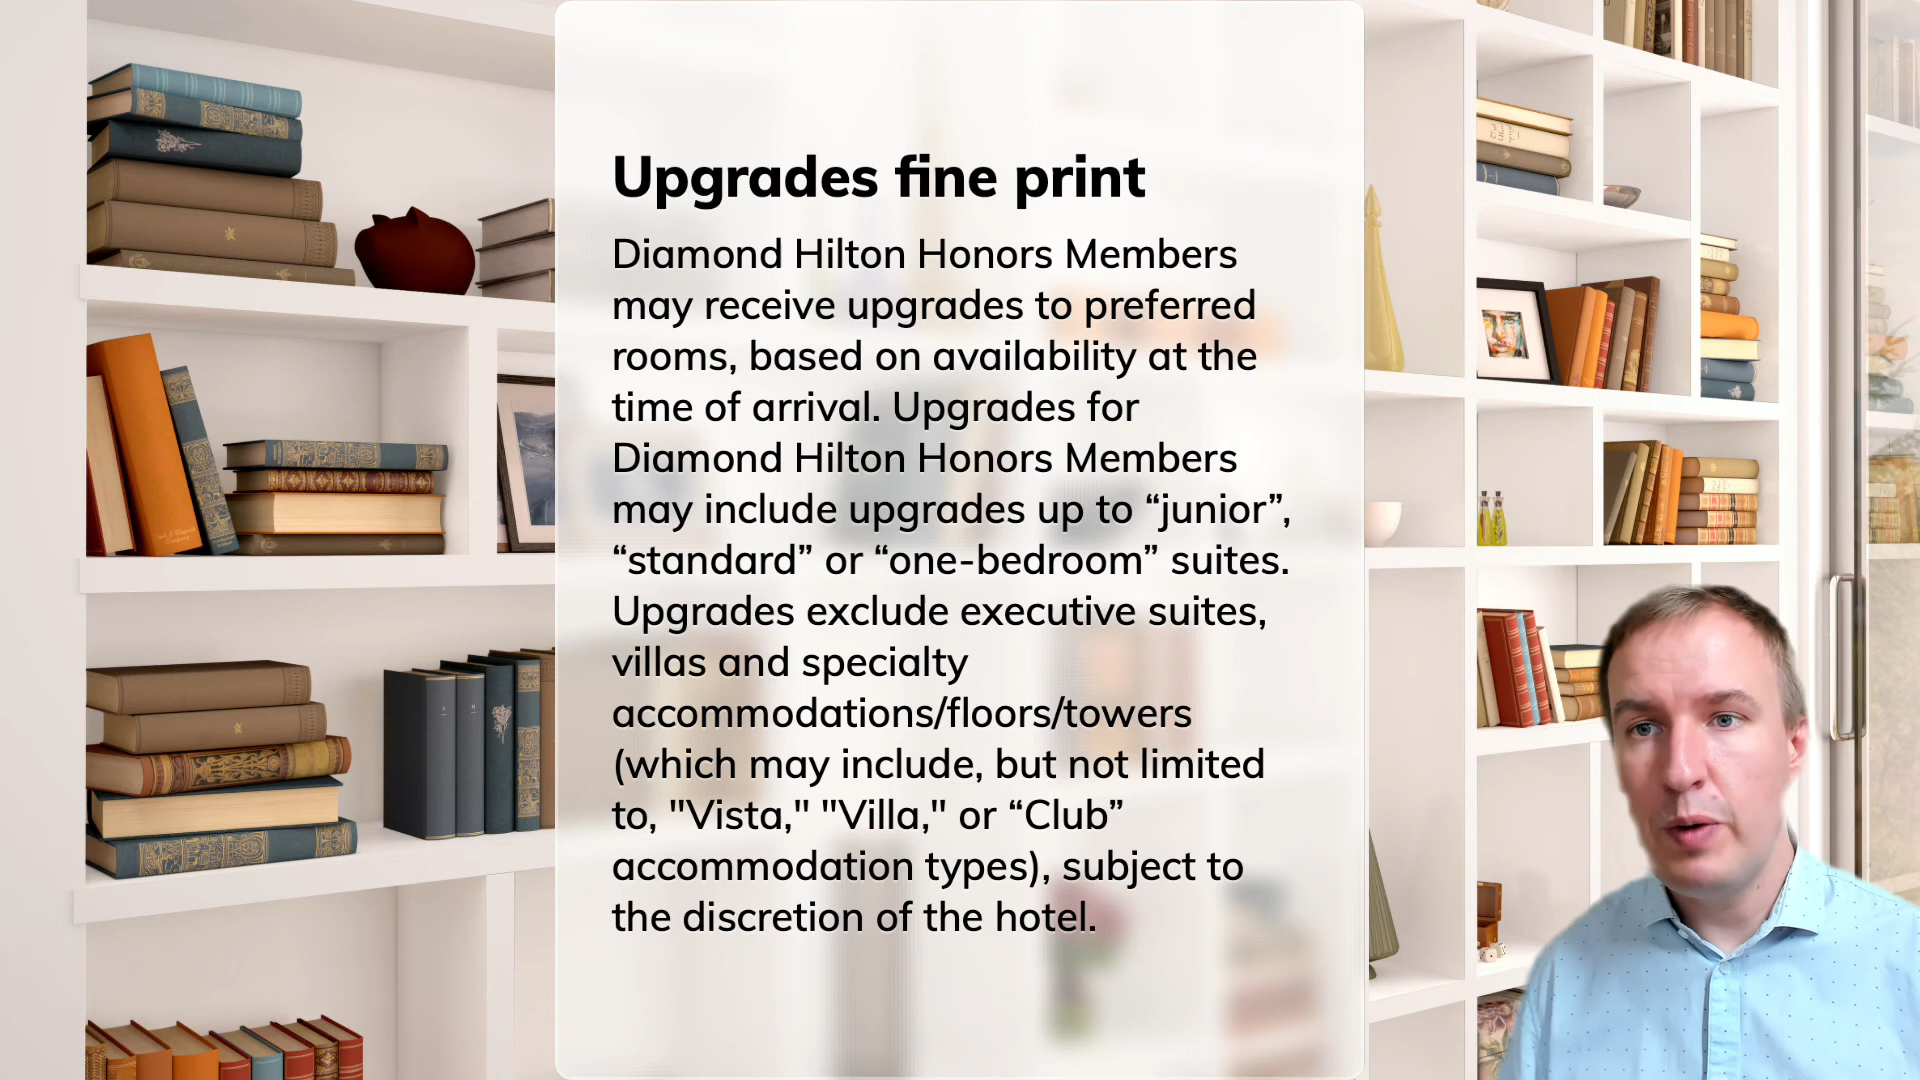 Upgrades fine print
Diamond Hilton Honors Members
may receive upgrades to preferred
rooms, based on availability at the
time of arrival. Upgrades for
Diamond Hilton Honors Members
may include upgrades up to “junior”,
“standard” or “one-bedroom” suites.
Upgrades exclude executive suites,
villas and specialty
accommodations/floors/towers
(which may include, but not limited
to, "Vista," "Villa," or “Club”
accommodation types), subject to
the discretion of the hotel.